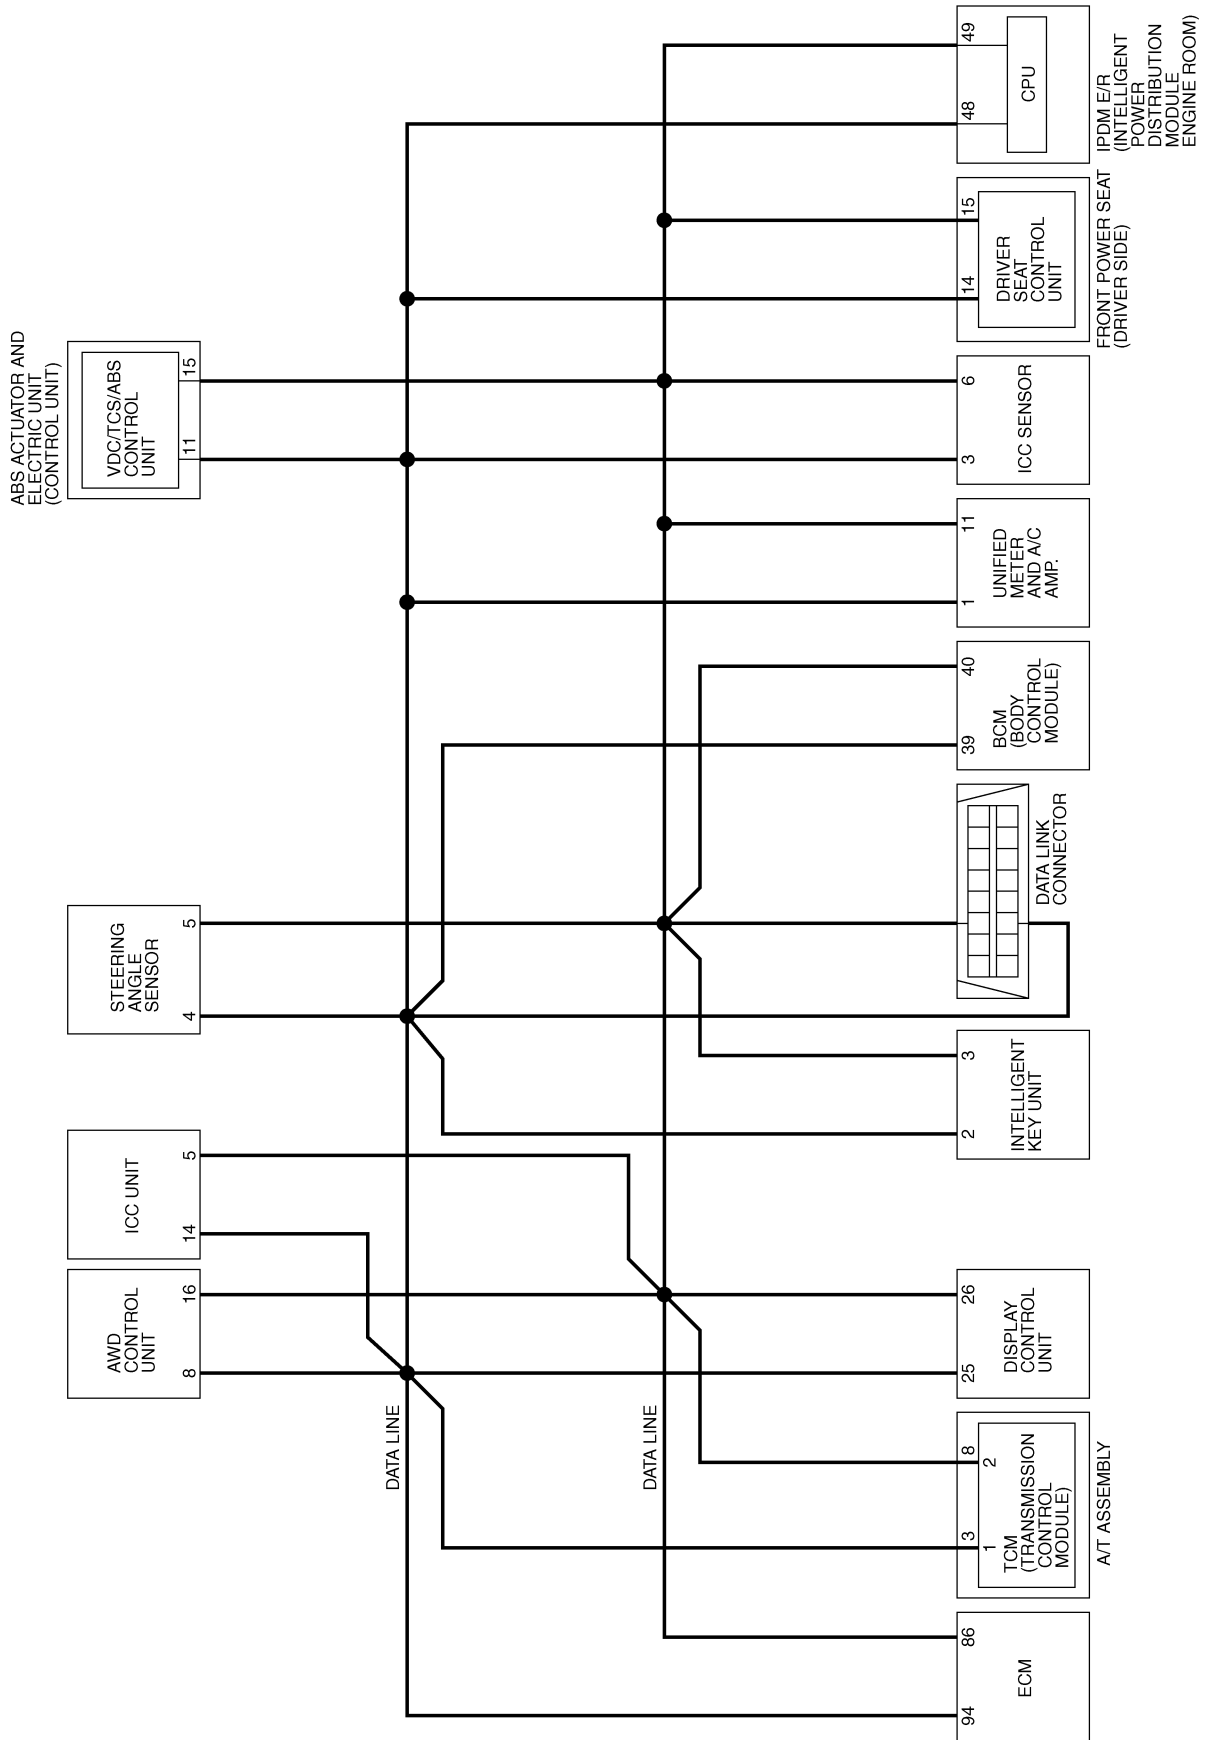 ABS ACTUATOR AND
ELECTRIC UNIT
(CONTROL UNIT)
VDC/TCS/ABS
CONTROL
UNIT
11
15
STEERING
ANGLE
SENSOR
4
5
ICC UNIT
14
5
AWD
CONTROL
UNIT
8
16
DATA LINE
DATA LINE
94
86
ECM
3
8
1
2
TCM
(TRANSMISSION
CONTROL
MODULE)
A/T ASSEMBLY
25
26
DISPLAY
CONTROL
UNIT
2
3
INTELLIGENT
KEY UNIT
DATA LINK
CONNECTOR
39
40
BCM
(BODY
CONTROL
MODULE)
1
11
UNIFIED
METER
AND A/C
AMP.
3
6
ICC SENSOR
14
15
DRIVER
SEAT
CONTROL
UNIT
FRONT POWER SEAT
(DRIVER SIDE)
48
49
CPU
IPDM E/R
(INTELLIGENT
POWER
DISTRIBUTION
MODULE
ENGINE ROOM)